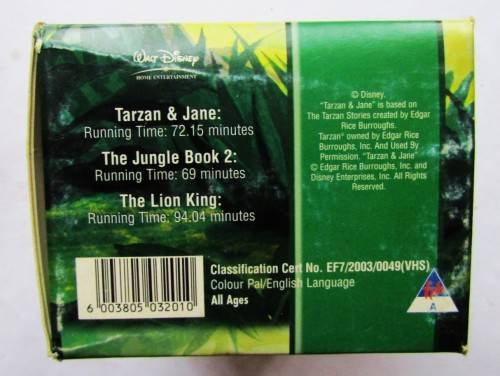 WALT DISNEY
HOME ENTERTAINMENT
Tarzan & Jane:
Running Time: 72.15 minutes
The Jungle Book 2:
Running Time: 69 minutes
The Lion King:
Running Time: 94.04 minutes
© Disney.
"Tarzan & Jane" is based on
The Tarzan Stories created by Edgar
Rice Burroughs.
Tarzan® owned by Edgar Rice
Burroughs, Inc. And Used By
Permission. "Tarzan & Jane"
© Edgar Rice Burroughs, Inc. and
Disney Enterprises, Inc. All Rights
Reserved.
6 003805 032010
Classification Cert No. EF7/2003/0049(VHS)
Colour Pal/English Language
All Ages
A